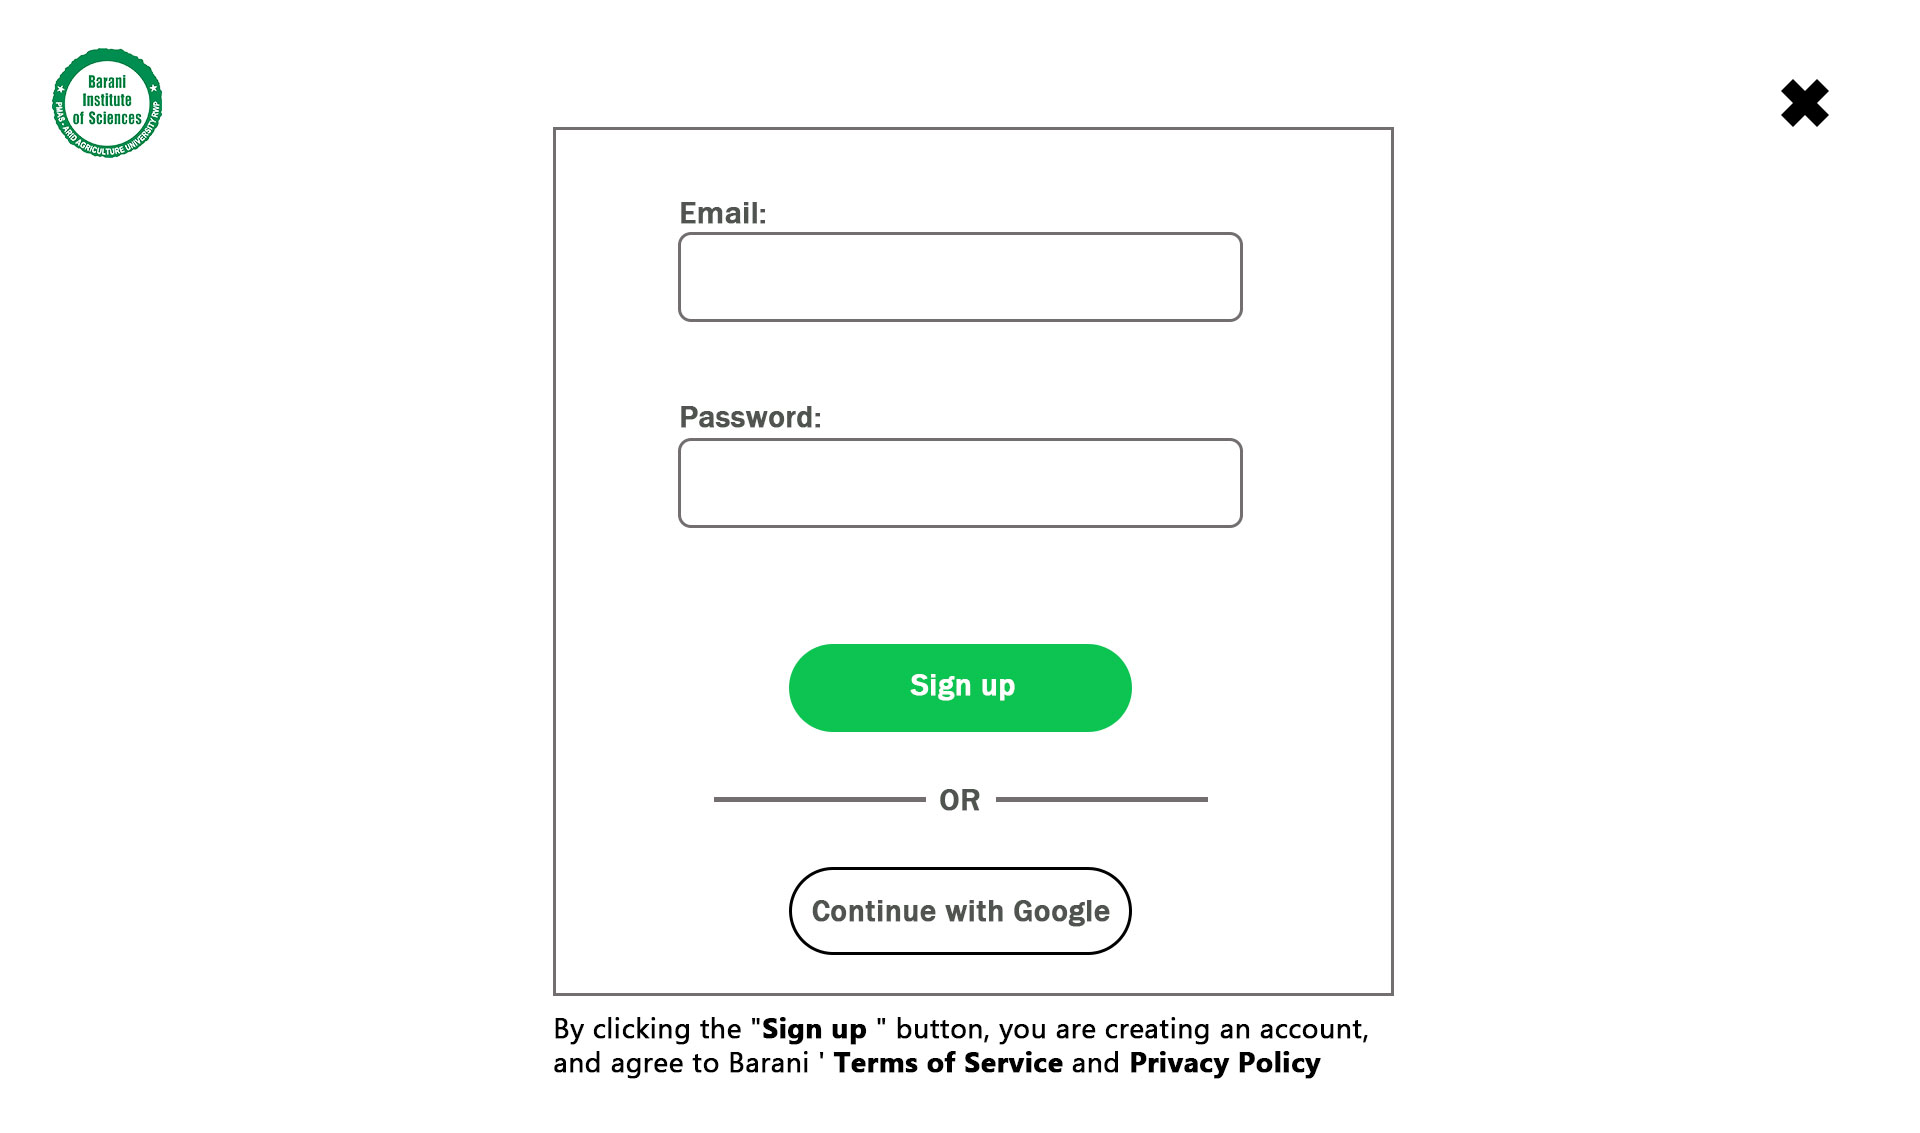 Barani
Institute
of Sciences
PMAS - ARID AGRICULTURE UNIVERSITY RWP
Email:
Password:
Sign up
OR
Continue with Google
By clicking the "Sign up " button, you are creating an account,
and agree to Barani ' Terms of Service and Privacy Policy